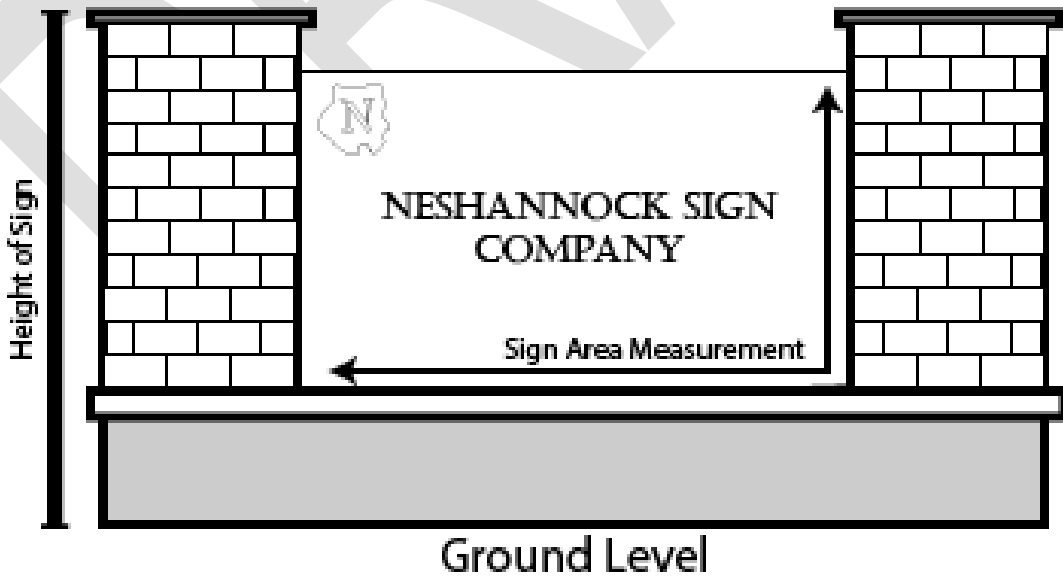 N
NESHANNOCK SIGN
COMPANY
Sign Area Measurement
Height of Sign
Ground Level